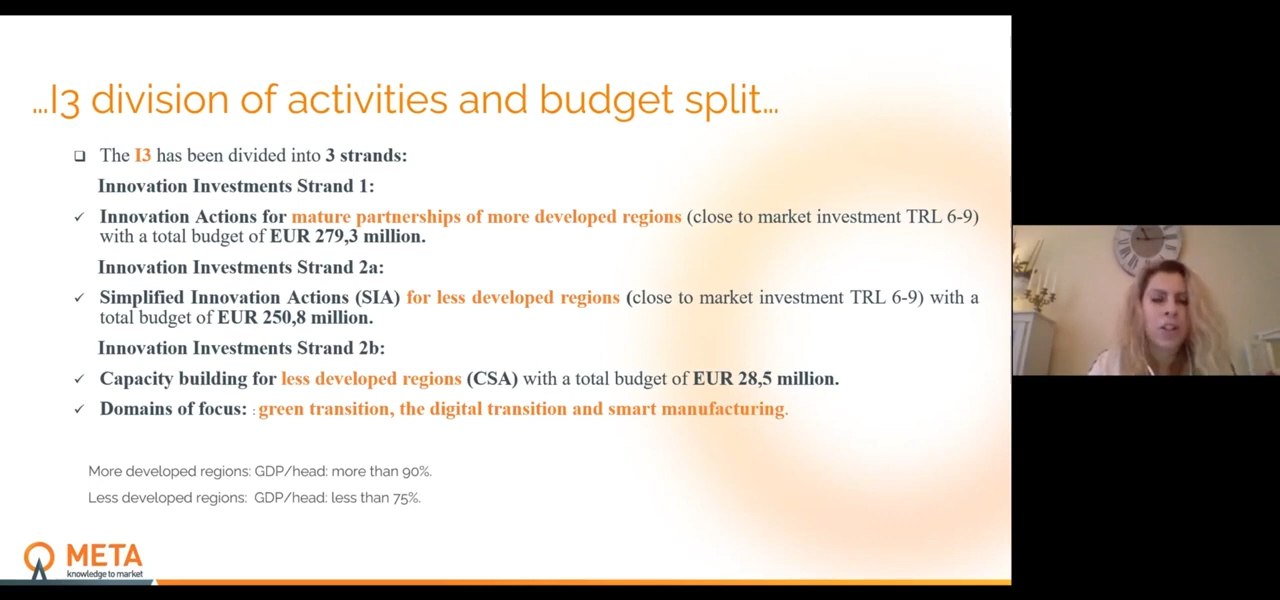 ...I3 division of activities and budget split...
❑ The I3 has been divided into 3 strands:
Innovation Investments Strand 1:
✓ Innovation Actions for mature partnerships of more developed regions (close to market investment TRL 6-9)
with a total budget of EUR 279,3 million.
Innovation Investments Strand 2a:
✓ Simplified Innovation Actions (SIA) for less developed regions (close to market investment TRL 6-9) with a
total budget of EUR 250,8 million.
Innovation Investments Strand 2b:
✓ Capacity building for less developed regions (CSA) with a total budget of EUR 28,5 million.
✓ Domains of focus: : green transition, the digital transition and smart manufacturing.
More developed regions: GDP/head: more than 90%.
Less developed regions: GDP/head: less than 75%.
META
knowledge to market